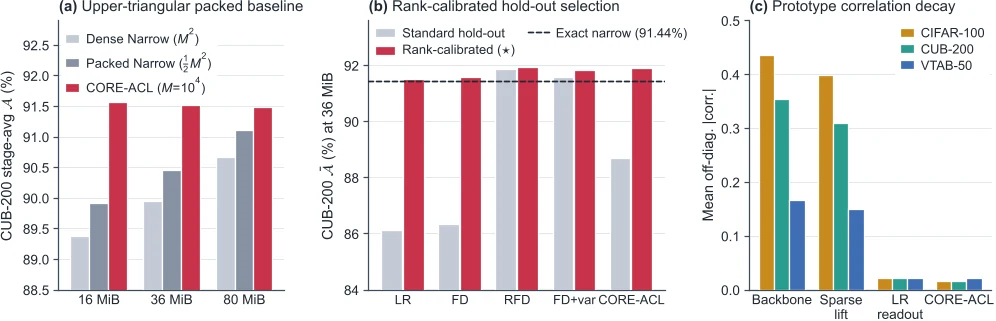 (a) Upper-triangular packed baseline
CUB-200 stage-avg 𝒜 (%)
92.5
92.0
91.5
91.0
90.5
90.0
89.5
89.0
88.5
Dense Narrow (M²)
Packed Narrow (½M²)
CORE-ACL (M=10⁴)
16 MiB
36 MiB
80 MiB
(b) Rank-calibrated hold-out selection
Standard hold-out
Rank-calibrated (⋆)
Exact narrow (91.44%)
CUB-200 𝒜̄ (%) at 36 MiB
92
90
88
86
84
LR
FD
RFD
FD+var
CORE-ACL
(c) Prototype correlation decay
Mean off-diag. |corr.|
0.5
0.4
0.3
0.2
0.1
0.0
CIFAR-100
CUB-200
VTAB-50
Backbone
Sparse
lift
LR
readout
CORE-ACL